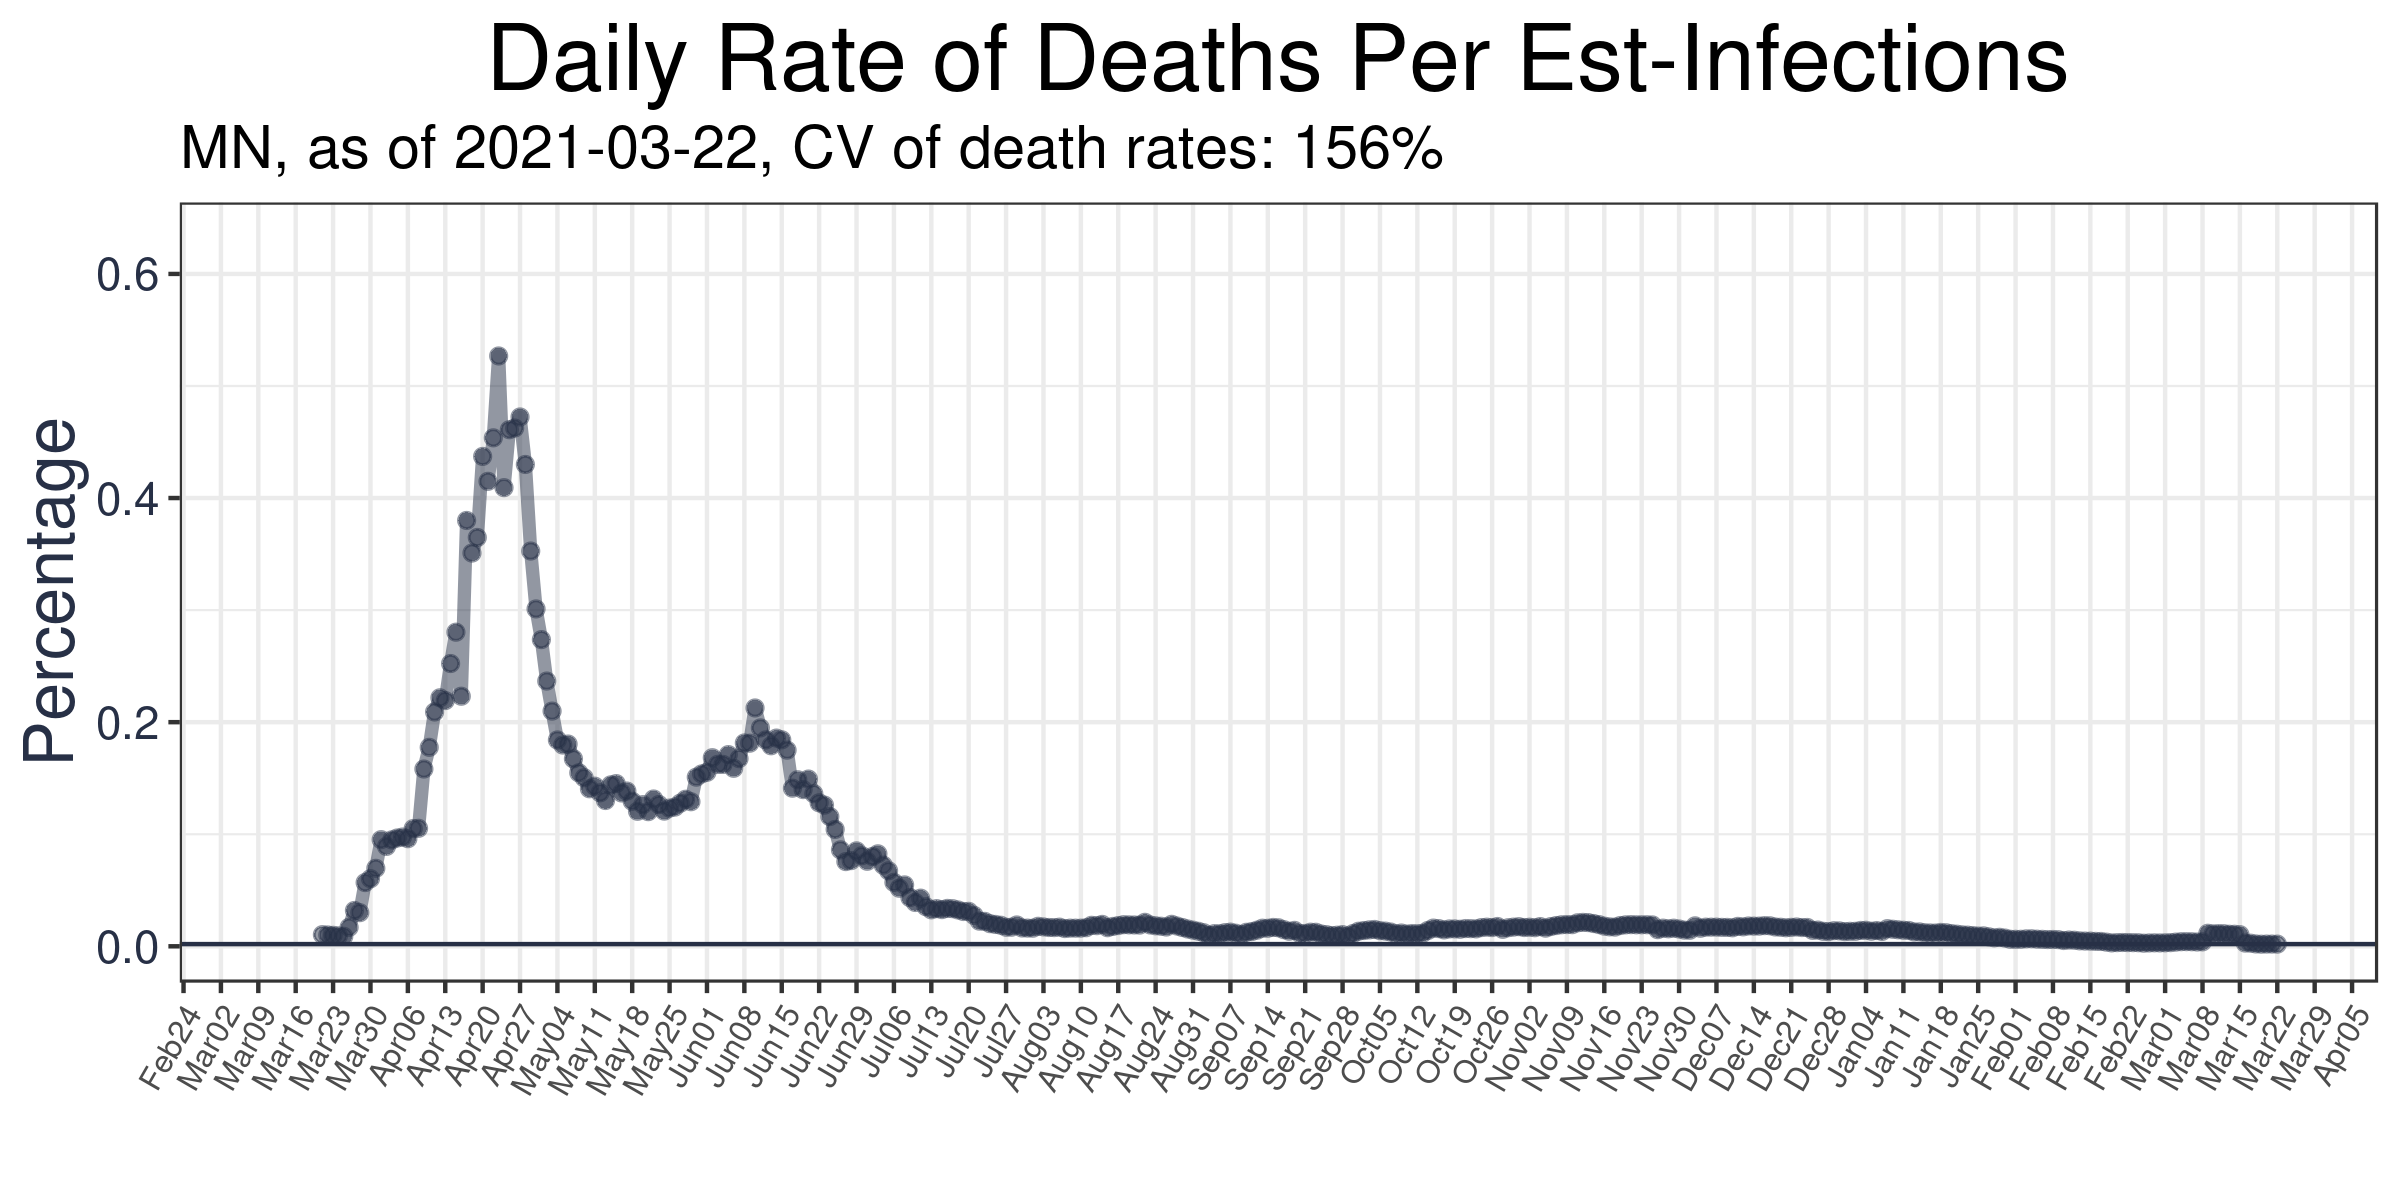 Daily Rate of Deaths Per Est-Infections
MN, as of 2021-03-22, CV of death rates: 156%
Percentage
0.6
0.4
0.2
0.0
Feb24
Mar02
Mar09
Mar16
Mar23
Mar30
Apr06
Apr13
Apr20
Apr27
May04
May11
May18
May25
Jun01
Jun08
Jun15
Jun22
Jun29
Jul06
Jul13
Jul20
Jul27
Aug03
Aug10
Aug17
Aug24
Aug31
Sep07
Sep14
Sep21
Sep28
Oct05
Oct12
Oct19
Oct26
Nov02
Nov09
Nov16
Nov23
Nov30
Dec07
Dec14
Dec21
Dec28
Jan04
Jan11
Jan18
Jan25
Feb01
Feb08
Feb15
Feb22
Mar01
Mar08
Mar15
Mar22
Mar29
Apr05